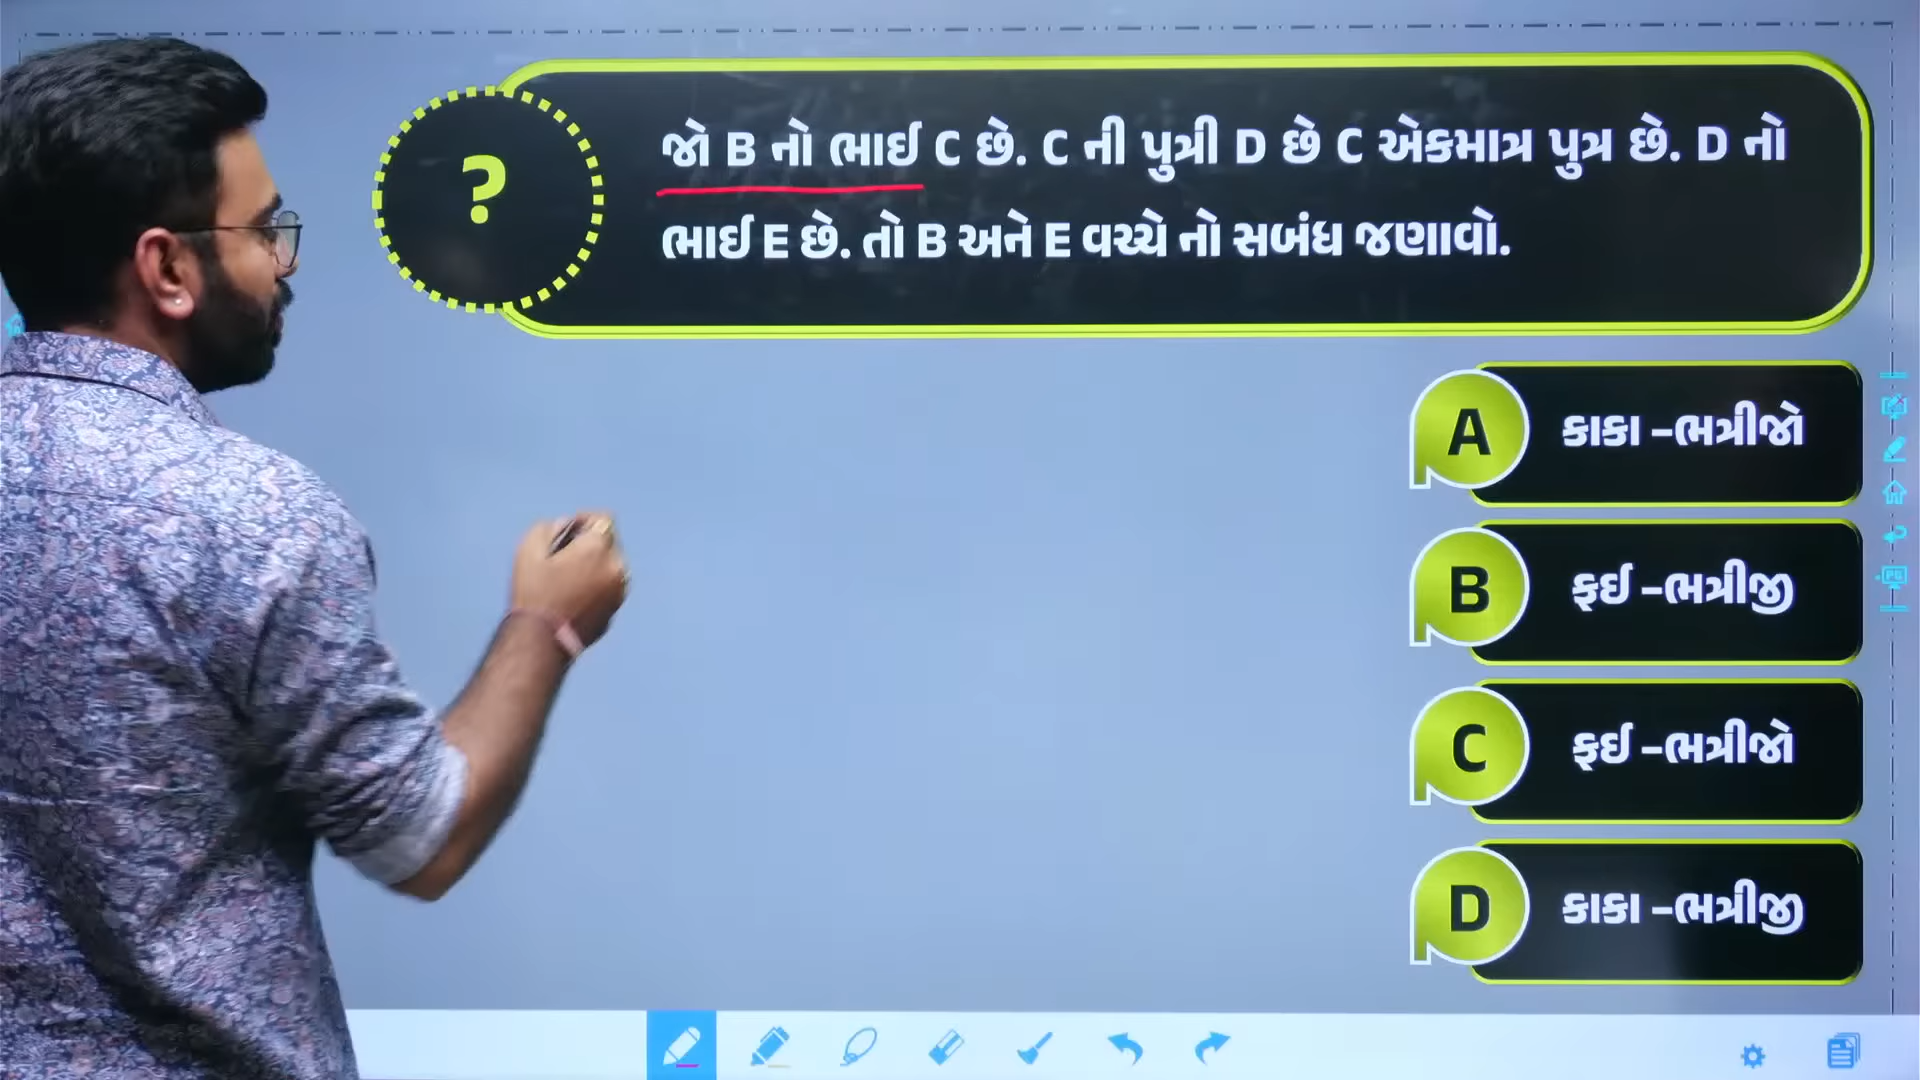 ?
જો B નો ભાઈ C છે. C ની પુત્રી D છે C એકમાત્ર પુત્ર છે. D નો
ભાઈ E છે. તો B અને E વચ્ચે નો સબંધ જણાવો.
A કાકા –ભત્રીજો
B ફઈ –ભત્રીજી
C ફઈ –ભત્રીજો
D કાકા –ભત્રીજી